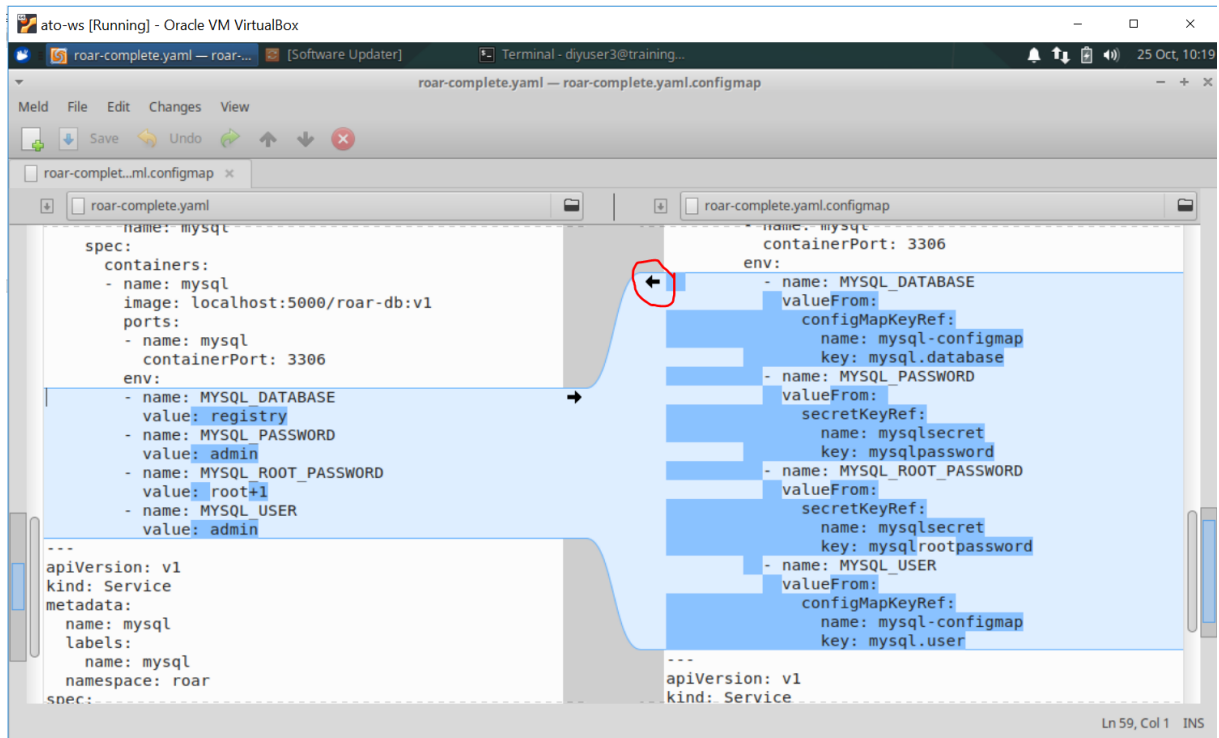 ato-ws [Running] - Oracle VM VirtualBox
roar-complete.yaml — roar-... [Software Updater] Terminal - diyuser3@training... 25 Oct, 10:19
roar-complete.yaml — roar-complete.yaml.configmap
Meld File Edit Changes View
Save Undo
roar-complet...ml.configmap ×
roar-complete.yaml
name: mysql
spec:
containers:
- name: mysql
image: localhost:5000/roar-db:v1
ports:
- name: mysql
containerPort: 3306
env:
- name: MYSQL_DATABASE
value: registry
- name: MYSQL_PASSWORD
value: admin
- name: MYSQL_ROOT_PASSWORD
value: root+1
- name: MYSQL_USER
value: admin
---
apiVersion: v1
kind: Service
metadata:
name: mysql
labels:
name: mysql
namespace: roar
spec:
roar-complete.yaml.configmap
- name: mysql
containerPort: 3306
env:
- name: MYSQL_DATABASE
valueFrom:
configMapKeyRef:
name: mysql-configmap
key: mysql.database
- name: MYSQL_PASSWORD
valueFrom:
secretKeyRef:
name: mysqlsecret
key: mysqlpassword
- name: MYSQL_ROOT_PASSWORD
valueFrom:
secretKeyRef:
name: mysqlsecret
key: mysqlrootpassword
- name: MYSQL_USER
valueFrom:
configMapKeyRef:
name: mysql-configmap
key: mysql.user
---
apiVersion: v1
kind: Service
Ln 59, Col 1 INS